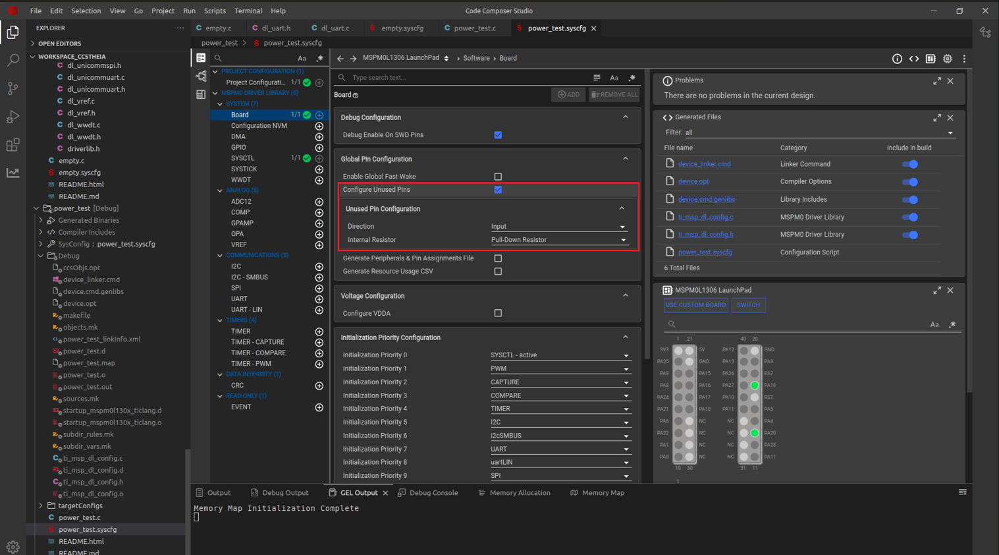 File Edit Selection View Go Project Run Scripts Terminal Help
Code Composer Studio
EXPLORER
OPEN EDITORS
WORKSPACE_CCSTHEIA
dl_unicommspi.h
dl_unicommuart.c
dl_unicommuart.h
dl_vref.c
dl_vref.h
dl_wwdt.c
dl_wwdt.h
driverlib.h
empty.c
empty.syscfg
README.html
README.md
power_test [Debug]
Generated Binaries
Compiler Includes
SysConfig : power_test.syscfg
Debug
ccsObjs.opt
device_linker.cmd
device.cmd.genlibs
device.opt
makefile
objects.mk
power_test_linkInfo.xml
power_test.d
power_test.map
power_test.o
power_test.out
sources.mk
startup_mspm0l130x_ticlang.d
startup_mspm0l130x_ticlang.o
subdir_rules.mk
subdir_vars.mk
ti_msp_dl_config.c
ti_msp_dl_config.d
ti_msp_dl_config.h
ti_msp_dl_config.o
targetConfigs
power_test.c
power_test.syscfg
README.html
README.md
empty.c dl_uart.h dl_uart.c empty.syscfg power_test.c power_test.syscfg
power_test > power_test.syscfg
Aa .*
PROJECT CONFIGURATION (1)
Project Configurati... 1/1
MSPM0 DRIVER LIBRARY (6)
SYSTEM (7)
Board 1/1
Configuration NVM
DMA
GPIO
SYSCTL 1/1
SYSTICK
WWDT
ANALOG (5)
ADC12
COMP
GPAMP
OPA
VREF
COMMUNICATIONS (5)
I2C
I2C - SMBUS
SPI
UART
UART - LIN
TIMERS (4)
TIMER
TIMER - CAPTURE
TIMER - COMPARE
TIMER - PWM
DATA INTEGRITY (1)
CRC
READ-ONLY (1)
EVENT
MSPM0L1306 LaunchPad Software Board
Type search text... Aa .*
Board ADD REMOVE ALL
Debug Configuration
Debug Enable On SWD Pins
Global Pin Configuration
Enable Global Fast-Wake
Configure Unused Pins
Unused Pin Configuration
Direction Input
Internal Resistor Pull-Down Resistor
Generate Peripherals & Pin Assignments File
Generate Resource Usage CSV
Voltage Configuration
Configure VDDA
Initialization Priority Configuration
Initialization Priority 0 SYSCTL - active
Initialization Priority 1 PWM
Initialization Priority 2 CAPTURE
Initialization Priority 3 COMPARE
Initialization Priority 4 TIMER
Initialization Priority 5 I2C
Initialization Priority 6 i2cSMBUS
Initialization Priority 7 UART
Initialization Priority 8 uartLIN
Initialization Priority 9 SPI
Problems
There are no problems in the current design.
Generated Files
Filter: all
File name Category Include in build
device_linker.cmd Linker Command
device.opt Compiler Options
device.cmd.genlibs Library Includes
ti_msp_dl_config.c MSPM0 Driver Library
ti_msp_dl_config.h MSPM0 Driver Library
power_test.syscfg Configuration Script
6 Total Files
MSPM0L1306 LaunchPad
USE CUSTOM BOARD SWITCH
Aa .*
1 21 40 20
3V3 5V PA12 GND
PA25 GND PA13 PA3
PA9 PA15 PA26 PA7
PA8 PA16 PA27 PA19
PA24 PA17 PA10 RST
PA21 PA18 PA11 PA5
PA6 NC NC PA4
PA22 NC NC PA20
PA1 NC NC PA23
PA0 NC NC PA11
10 30 31 11
1
Output Debug Output GEL Output Debug Console Memory Allocation Memory Map
Memory Map Initialization Complete